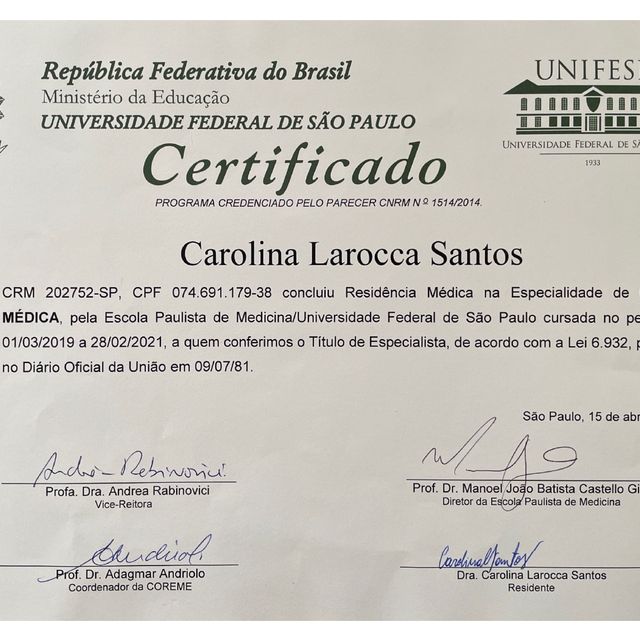 República Federativa do Brasil
Ministério da Educação
UNIVERSIDADE FEDERAL DE SÃO PAULO
UNIFES
UNIVERSIDADE FEDERAL DE S
1933
Certificado
PROGRAMA CREDENCIADO PELO PARECER CNRM Nº 1514/2014.
Carolina Larocca Santos
CRM 202752-SP, CPF 074.691.179-38 concluiu Residência Médica na Especialidade de
MÉDICA, pela Escola Paulista de Medicina/Universidade Federal de São Paulo cursada no pe
01/03/2019 a 28/02/2021, a quem conferimos o Título de Especialista, de acordo com a Lei 6.932, p
no Diário Oficial da União em 09/07/81.
São Paulo, 15 de abr
Andréa Rabinovici
Profa. Dra. Andrea Rabinovici
Vice-Reitora
Prof. Dr. Manoel João Batista Castello Gi
Diretor da Escola Paulista de Medicina
Prof. Dr. Adagmar Andriolo
Coordenador da COREME
Dra. Carolina Larocca Santos
Residente